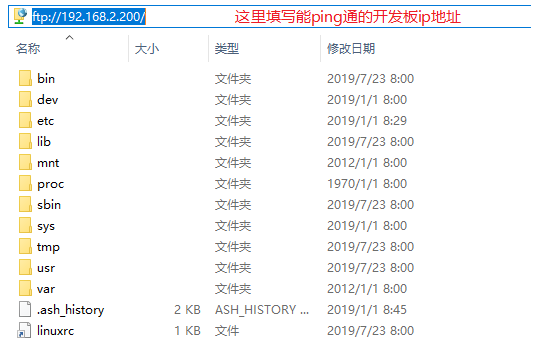 ftp://192.168.2.200/ 这里填写能ping通的开发板ip地址
名称 大小 类型 修改日期
bin 文件夹 2019/7/23 8:00
dev 文件夹 2019/1/1 8:00
etc 文件夹 2019/1/1 8:29
lib 文件夹 2019/7/23 8:00
mnt 文件夹 2012/1/1 8:00
proc 文件夹 1970/1/1 8:00
sbin 文件夹 2019/7/23 8:00
sys 文件夹 2019/1/1 8:00
tmp 文件夹 2019/7/23 8:00
usr 文件夹 2019/7/23 8:00
var 文件夹 2012/1/1 8:00
.ash_history 2 KB ASH_HISTORY ... 2019/1/1 8:45
linuxrc 1 KB 文件 2019/7/23 8:00